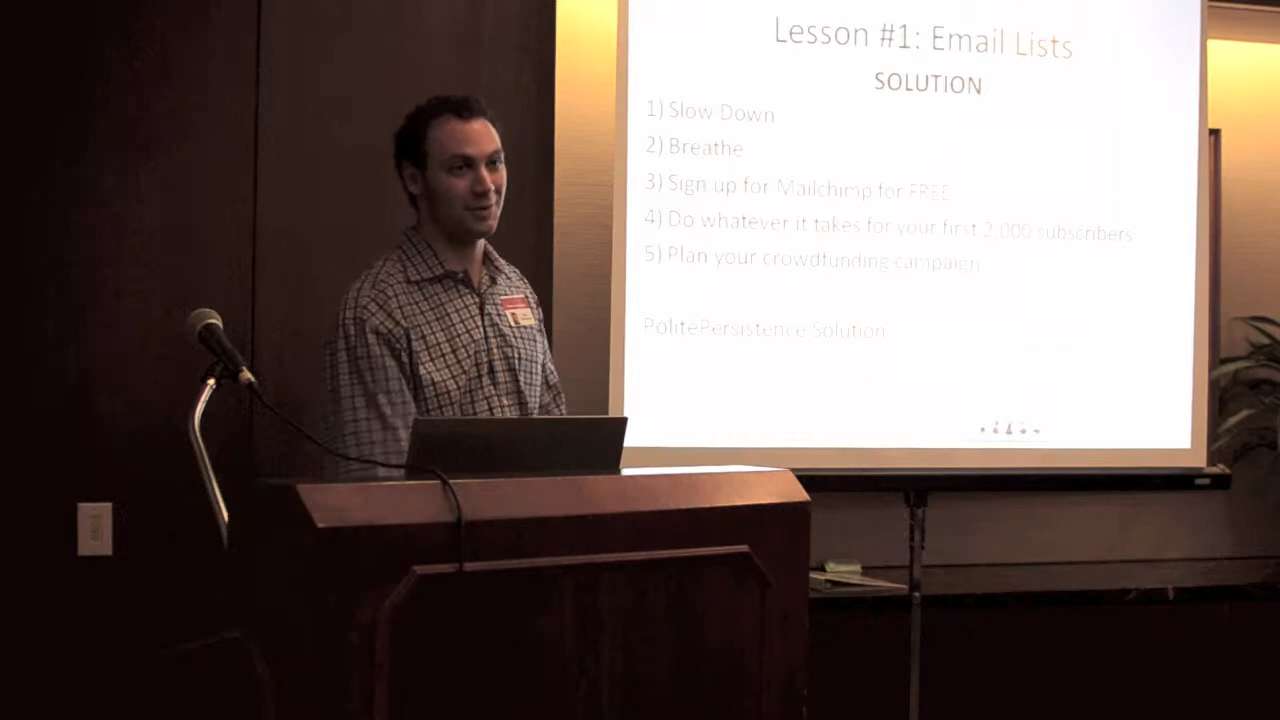 Lesson #1: Email Lists
SOLUTION
1) Slow Down
2) Breathe
3) Sign up for Mailchimp for FREE
4) Do whatever it takes for your first 2,000 subscribers
5) Plan your crowdfunding campaign
PolitePersistence Solution